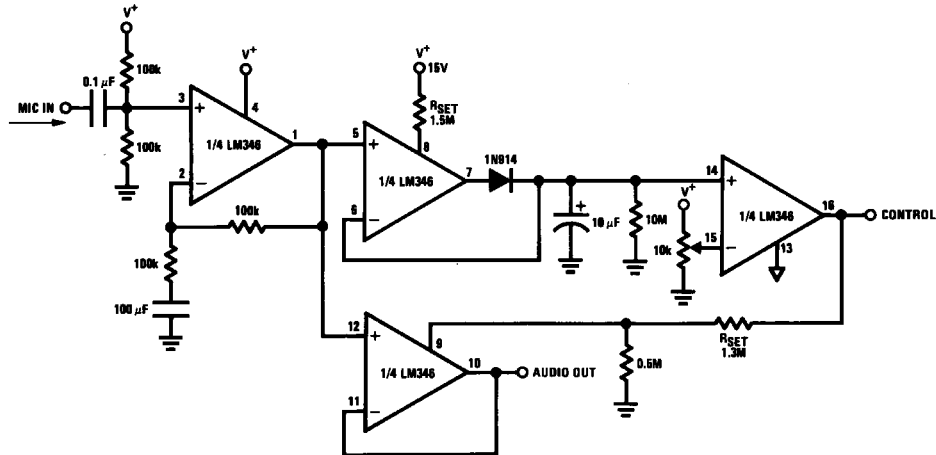 V+
100k
0.1 μF
MIC IN
100k
3
+
V+
4
1/4 LM346
1
2
−
100k
100k
100 μF
V+
15V
RSET
1.5M
8
5
+
1/4 LM346
7
6
−
1N914
+
10 μF
10M
V+
10k
14
+
1/4 LM346
16
15
−
13
CONTROL
12
+
9
1/4 LM346
10
11
−
AUDIO OUT
0.5M
RSET
1.3M